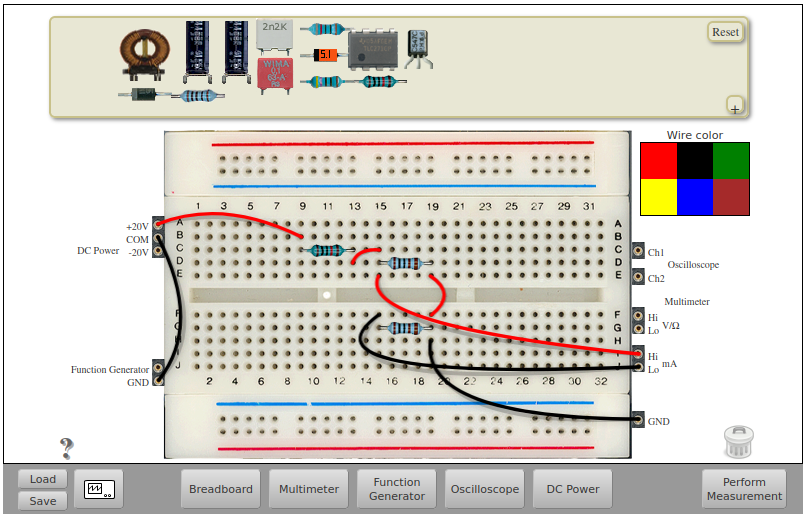 2n2K
Reset
5.1
WIMA
0.1
63-A
+
Wire color
1 3 5 7 9 11 13 15 17 19 21 23 25 27 29 31
+20V
COM
DC Power
-20V
A A
B B
C C
D D
E E
Ch1
Oscilloscope
Ch2
Multimeter
F F
G G
H H
I
J J
Hi
Lo
V/Ω
Hi
Lo
mA
Function Generator
GND
2 4 6 8 10 12 14 16 18 20 22 24 26 28 30 32
GND
?
Load
Save
Breadboard
Multimeter
Function
Generator
Oscilloscope
DC Power
Perform
Measurement